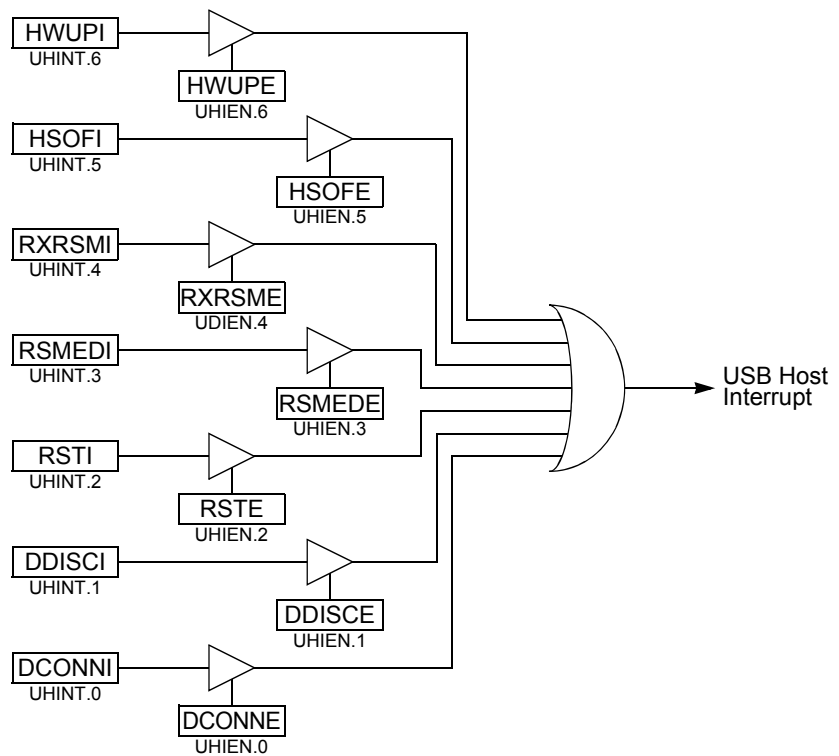 HWUPI
UHINT.6
HWUPE
UHIEN.6
HSOFI
UHINT.5
HSOFE
UHIEN.5
RXRSMI
UHINT.4
RXRSME
UDIEN.4
RSMEDI
UHINT.3
RSMEDE
UHIEN.3
USB Host
Interrupt
RSTI
UHINT.2
RSTE
UHIEN.2
DDISCI
UHINT.1
DDISCE
UHIEN.1
DCONNI
UHINT.0
DCONNE
UHIEN.0